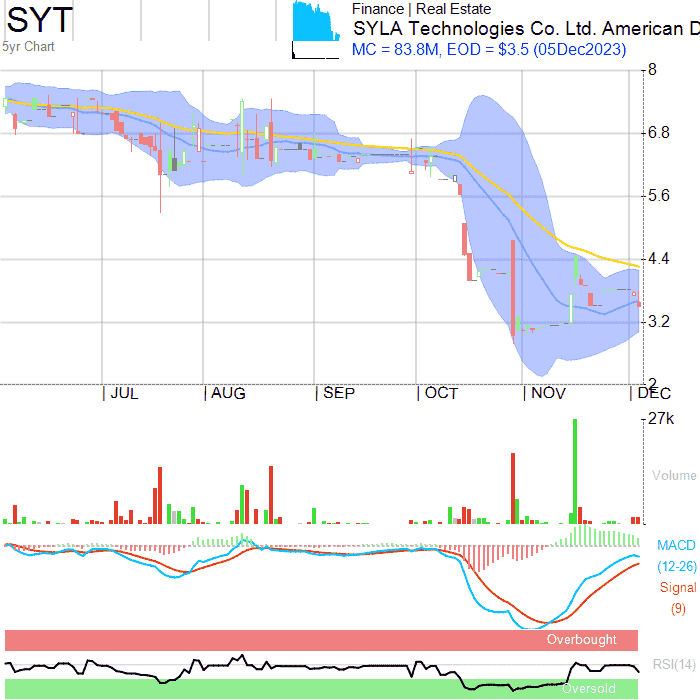 SYT
5yr Chart
Finance | Real Estate
SYLA Technologies Co. Ltd. American D
MC = 83.8M, EOD = $3.5 (05Dec2023)
8
6.8
5.6
4.4
3.2
2
JUL AUG SEP OCT NOV DEC
27k
Volume
MACD
(12-26)
Signal
(9)
Overbought
RSI(14)
Oversold